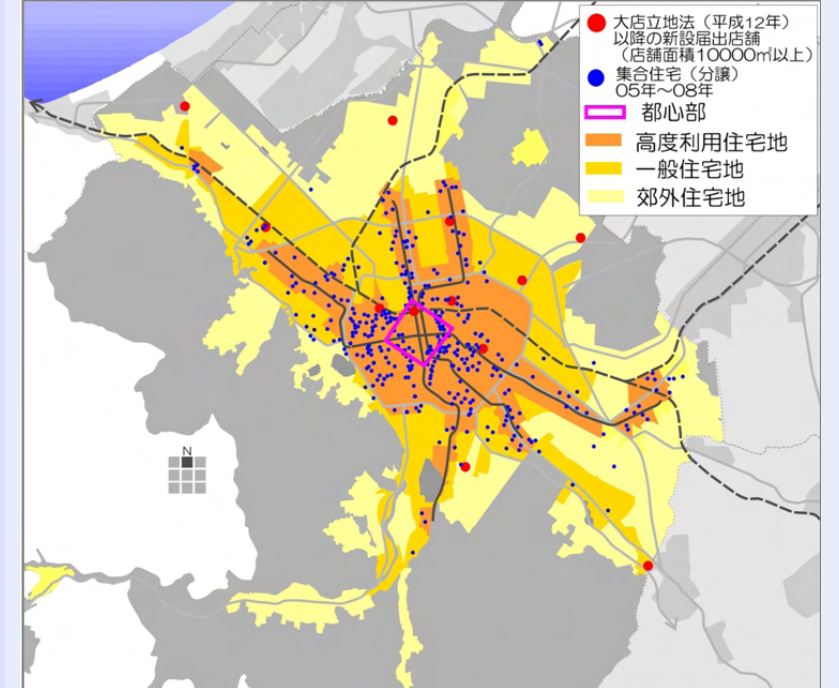 大店立地法（平成12年）
以降の新設届出店舗
（店舗面積10000㎡以上）
集合住宅（分譲）
05年～08年
都心部
高度利用住宅地
一般住宅地
郊外住宅地
N